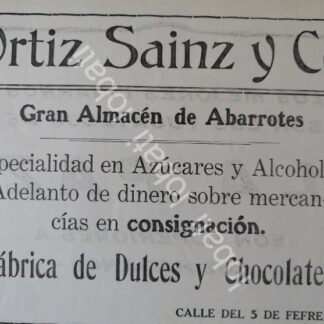 Ortiz Sainz y C
Gran Almacén de Abarrotes
specialidad en Azúcares y Alcohol
Adelanto de dinero sobre mercan-
cías en consignación.
ábrica de Dulces y Chocolate
CALLE DEL 5 DE FEFRE